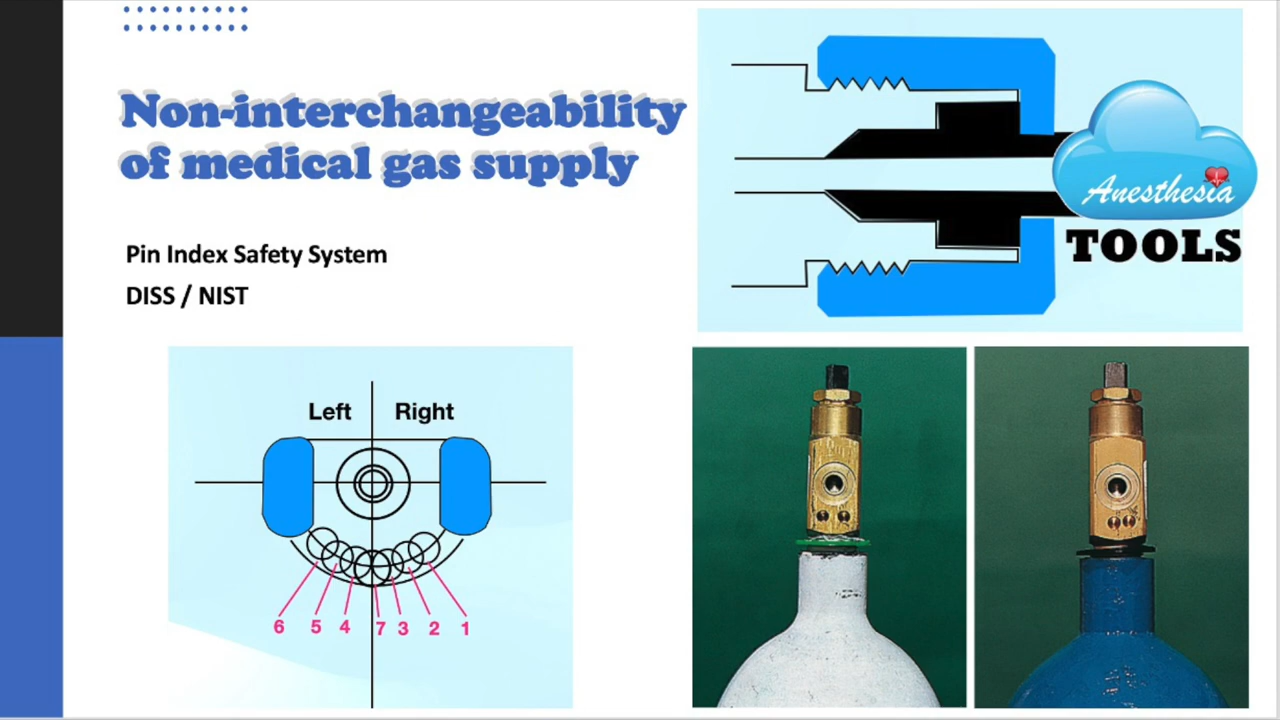 Non-interchangeability
of medical gas supply
Pin Index Safety System
DISS / NIST
Anesthesia
TOOLS
Left Right
6 5 4 7 3 2 1